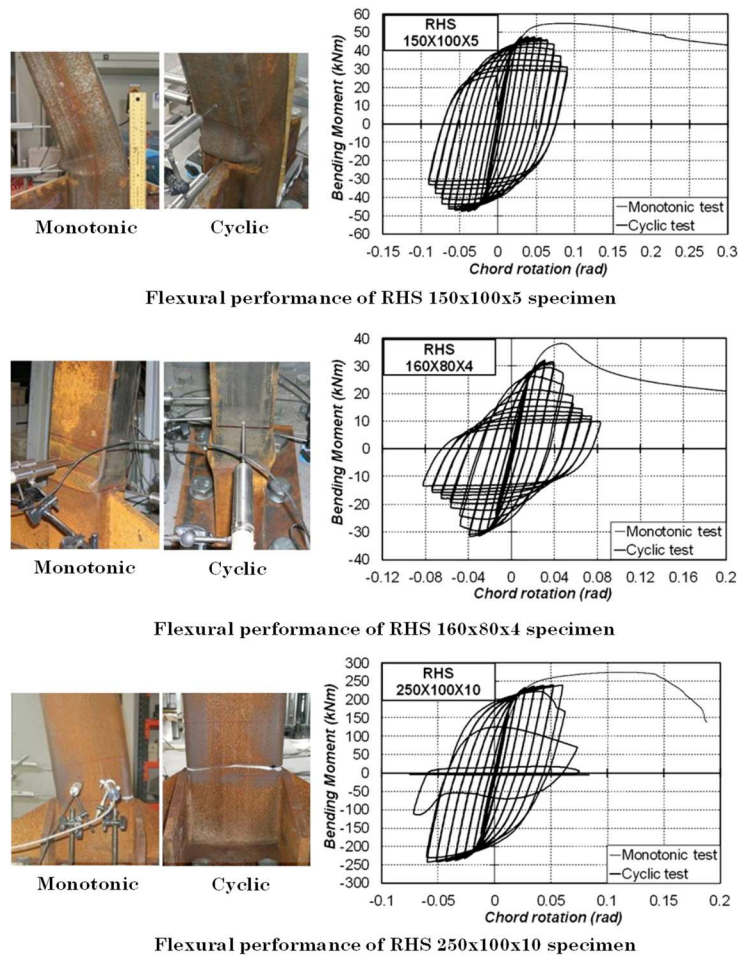 RHS
150X100X5
Bending Moment (kNm)
60
50
40
30
20
10
0
-10
-20
-30
-40
-50
-60
Monotonic test
Cyclic test
-0.15 -0.1 -0.05 0 0.05 0.1 0.15 0.2 0.25 0.3
Chord rotation (rad)
Monotonic Cyclic
Flexural performance of RHS 150x100x5 specimen
RHS
160X80X4
Bending Moment (kNm)
40
30
20
10
0
-10
-20
-30
-40
Monotonic test
Cyclic test
-0.12 -0.08 -0.04 0 0.04 0.08 0.12 0.16 0.2
Chord rotation (rad)
Monotonic Cyclic
Flexural performance of RHS 160x80x4 specimen
RHS
250X100X10
Bending Moment (kNm)
300
250
200
150
100
50
0
-50
-100
-150
-200
-250
-300
Monotonic test
Cyclic test
-0.1 -0.05 0 0.05 0.1 0.15 0.2
Chord rotation (rad)
Monotonic Cyclic
Flexural performance of RHS 250x100x10 specimen